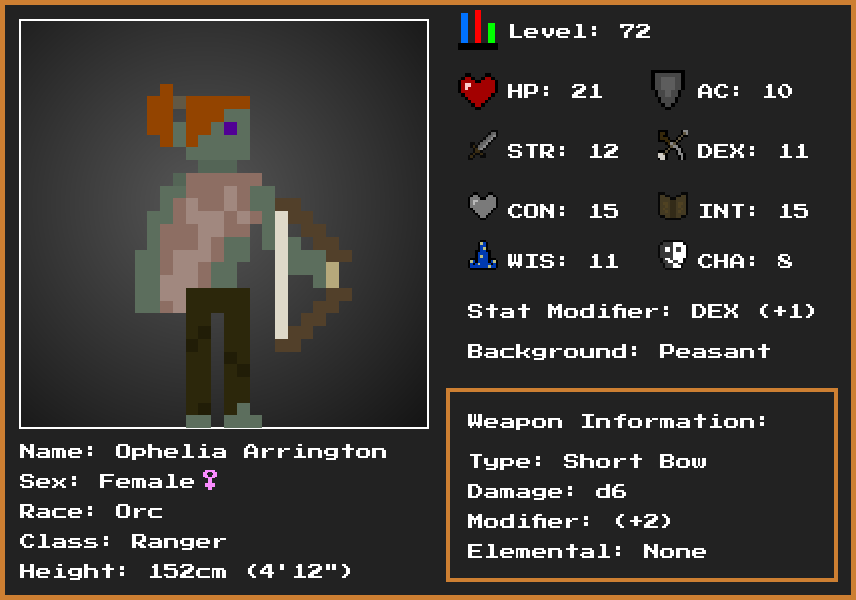 Level: 72
HP: 21 AC: 10
STR: 12 DEX: 11
CON: 15 INT: 15
WIS: 11 CHA: 8
Stat Modifier: DEX (+1)
Background: Peasant
Weapon Information:
Type: Short Bow
Damage: d6
Modifier: (+2)
Elemental: None
Name: Ophelia Arrington
Sex: Female♀
Race: Orc
Class: Ranger
Height: 152cm (4'12")